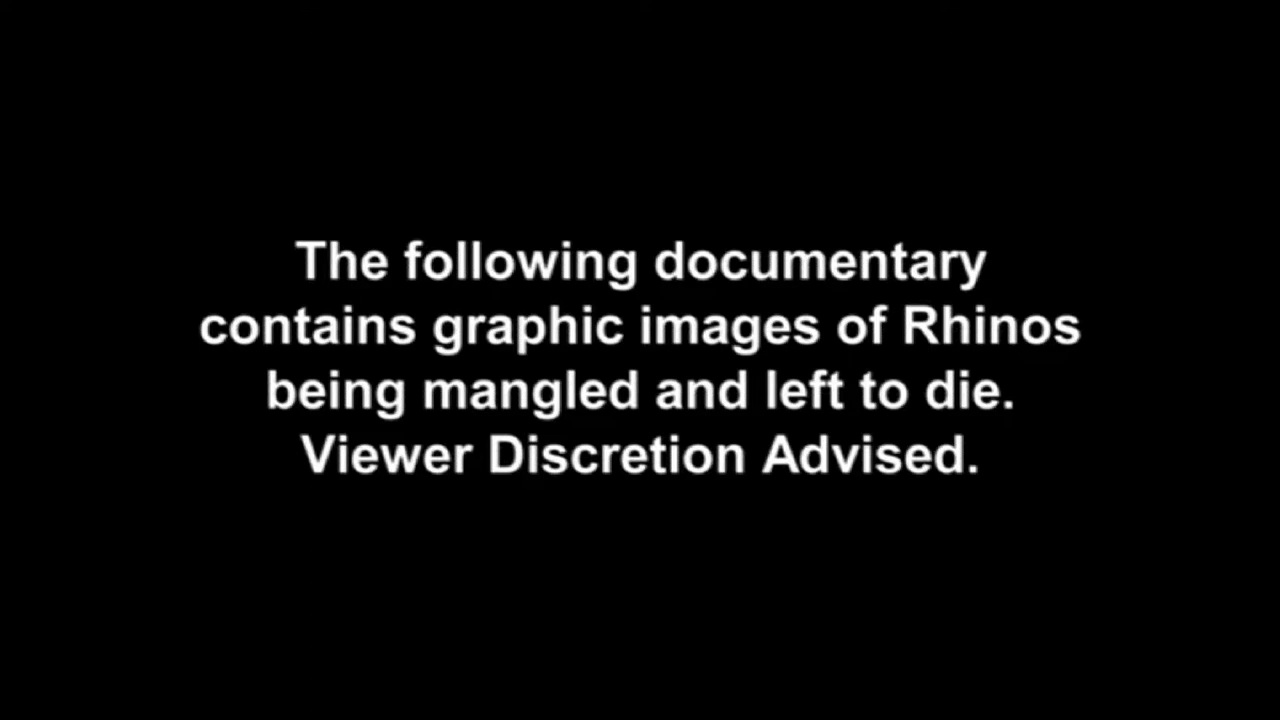 The following documentary
contains graphic images of Rhinos
being mangled and left to die.
Viewer Discretion Advised.